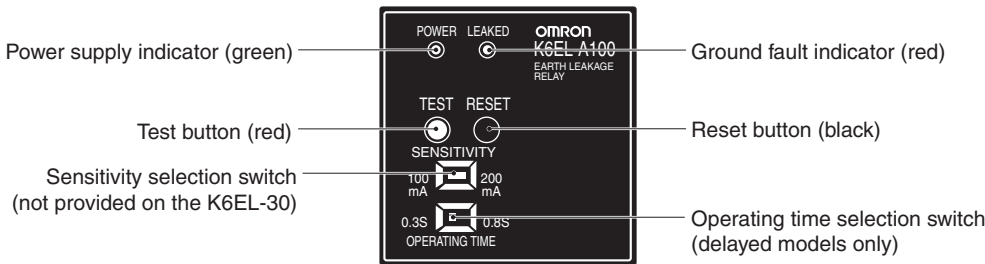 POWER LEAKED
OMRON
K6EL-A100
EARTH LEAKAGE
RELAY
Power supply indicator (green)
Ground fault indicator (red)
TEST RESET
Test button (red)
Reset button (black)
SENSITIVITY
100
mA
200
mA
Sensitivity selection switch
(not provided on the K6EL-30)
0.3S
0.8S
OPERATING TIME
Operating time selection switch
(delayed models only)